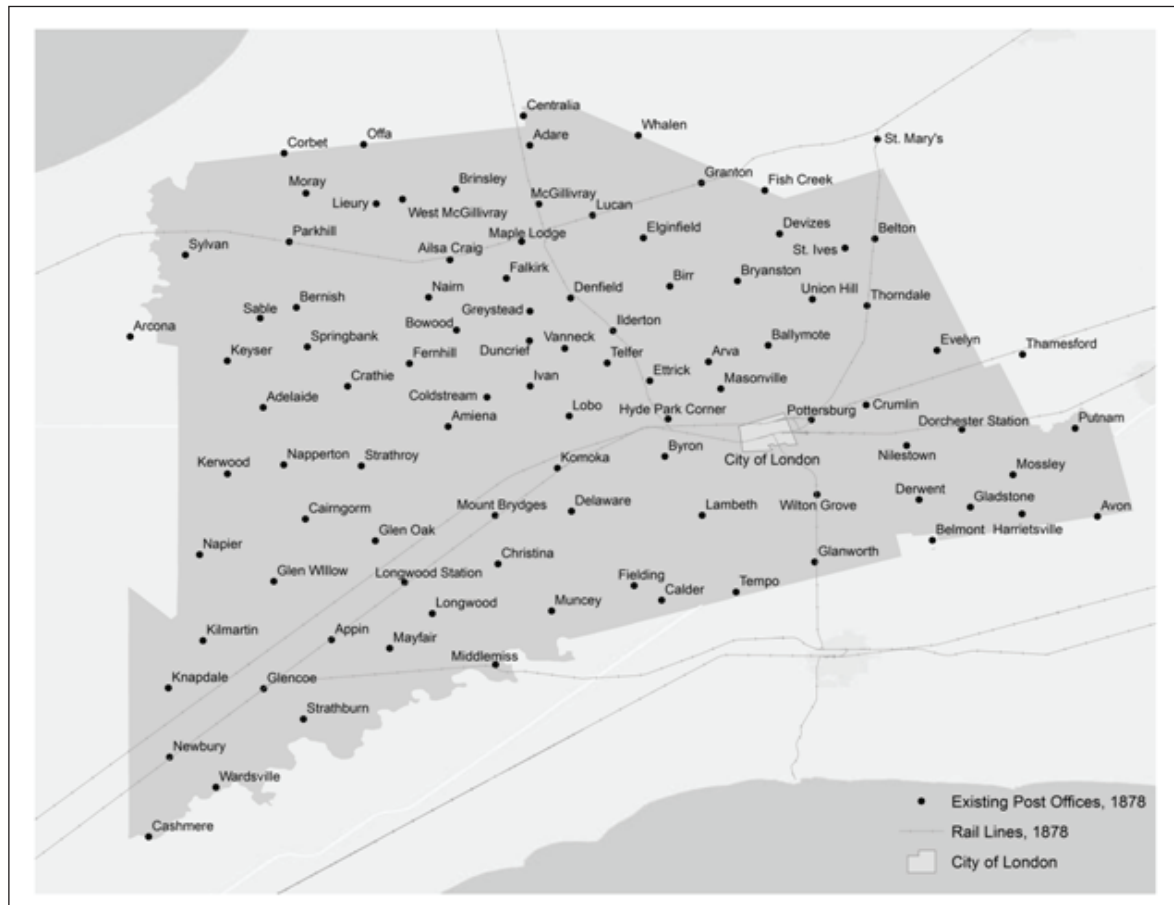 Centralia
Whalen
Offa
Adare
St. Mary's
Corbet
Granton
Fish Creek
Moray
Brinsley
McGillivray
Lieury
West McGillivray
Lucan
Elginfield
Devizes
Belton
Parkhill
Maple Lodge
St. Ives
Sylvan
Ailsa Craig
Falkirk
Birr
Bryanston
Nairn
Denfield
Union Hill
Thorndale
Bernish
Sable
Greystead
Arcona
Bowood
Ilderton
Springbank
Vanneck
Ballymote
Evelyn
Thamesford
Keyser
Fernhill
Duncrief
Telfer
Arva
Crathie
Ivan
Ettrick
Masonville
Adelaide
Coldstream
Amiena
Lobo
Hyde Park Corner
Pottersburg
Crumlin
Dorchester Station
Putnam
Kerwood
Napperton
Strathroy
Komoka
Byron
City of London
Nilestown
Mossley
Cairngorm
Mount Brydges
Delaware
Lambeth
Wilton Grove
Derwent
Gladstone
Avon
Glen Oak
Belmont
Harrietsville
Napier
Christina
Glanworth
Glen WIllow
Longwood Station
Fielding
Calder
Tempo
Longwood
Muncey
Kilmartin
Appin
Mayfair
Middlemiss
Knapdale
Glencoe
Strathburn
Newbury
Wardsville
Cashmere
Existing Post Offices, 1878
Rail Lines, 1878
City of London